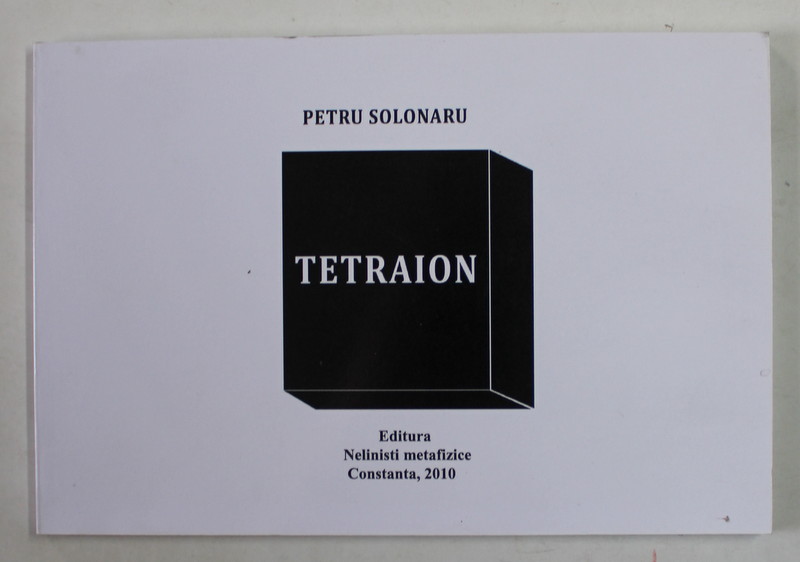 PETRU SOLONARU
TETRAION
Editura
Nelinisti metafizice
Constanta, 2010